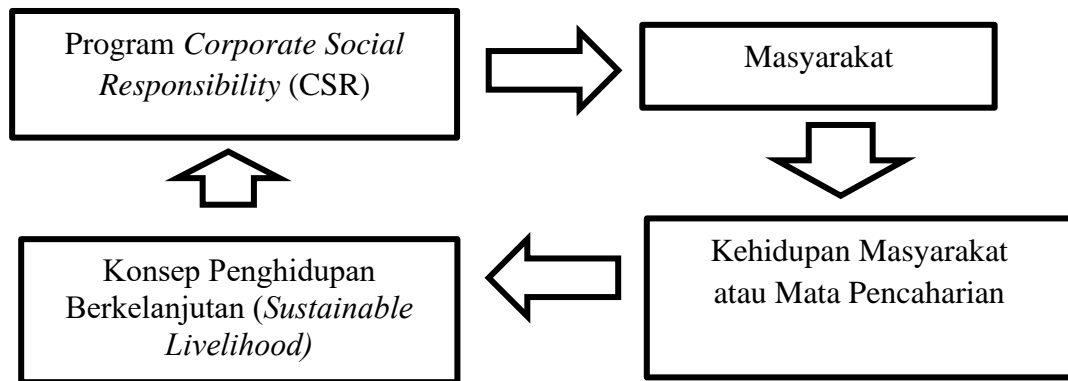 Program Corporate Social
Responsibility (CSR)
Masyarakat
Kehidupan Masyarakat
atau Mata Pencaharian
Konsep Penghidupan
Berkelanjutan (Sustainable
Livelihood)